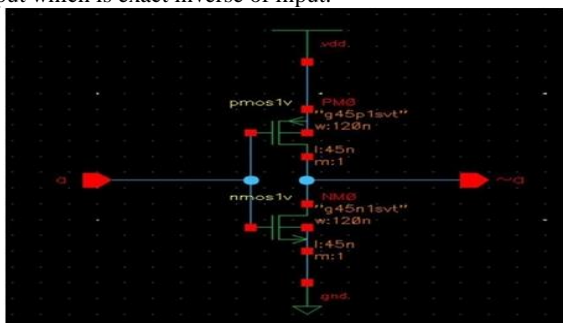 out which is exact inverse of input.
vdd.
pmos1v PM0
"g45p1svt"
w:120n
l:45n
m:1
a ~a
nmos1v NM0
"g45n1svt"
w:120n
l:45n
m:1
gnd.